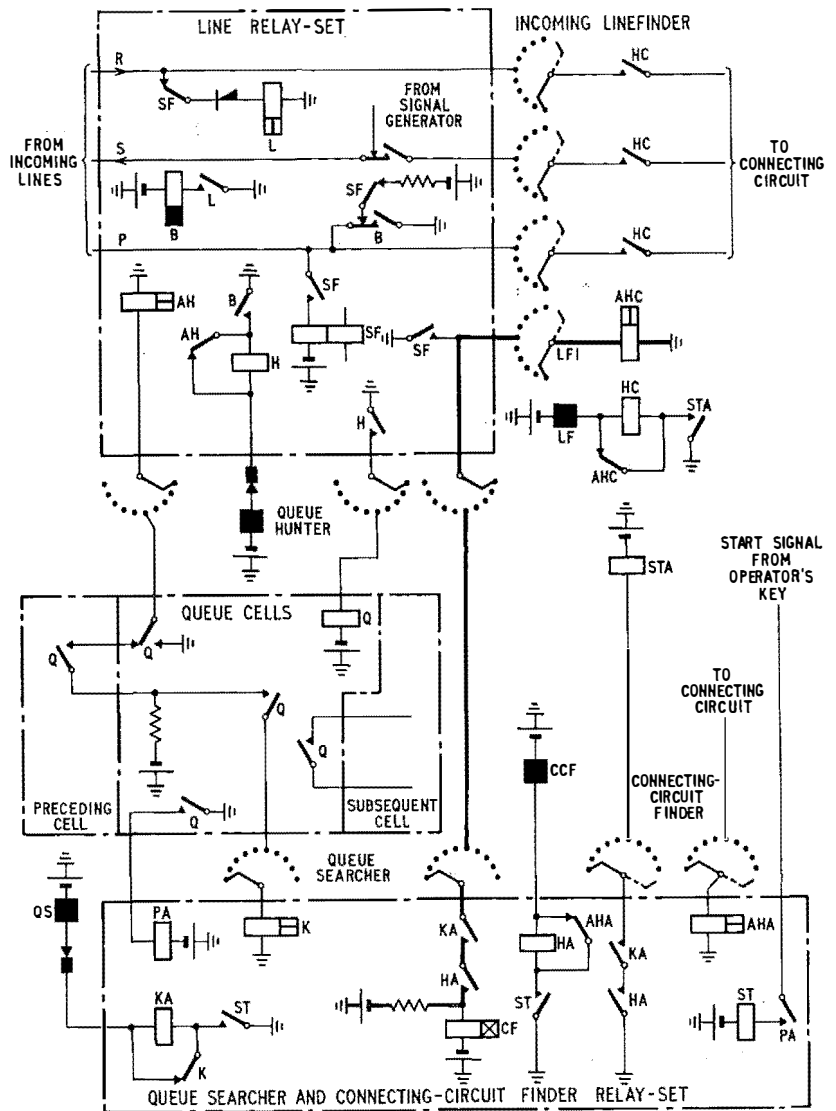 LINE RELAY-SET
INCOMING LINEFINDER
R
HC
SF
L
FROM
SIGNAL
GENERATOR
FROM
INCOMING
LINES
S
HC
TO
CONNECTING
CIRCUIT
L
B
SF
P
B
HC
AH
SF
B
AHC
AH
SF
SF
LF1
K
HC
STA
H
LF
AHC
QUEUE
HUNTER
START SIGNAL
FROM
OPERATOR'S
KEY
STA
QUEUE CELLS
Q
Q
Q
TO
CONNECTING
CIRCUIT
Q
Q
CCF
PRECEDING
CELL
Q
SUBSEQUENT
CELL
CONNECTING-
CIRCUIT
FINDER
QUEUE
SEARCHER
QS
PA
K
KA
HA
AHA
KA
AHA
HA
HA
KA
ST
ST
ST
K
CF
PA
QUEUE SEARCHER AND CONNECTING-CIRCUIT FINDER RELAY-SET